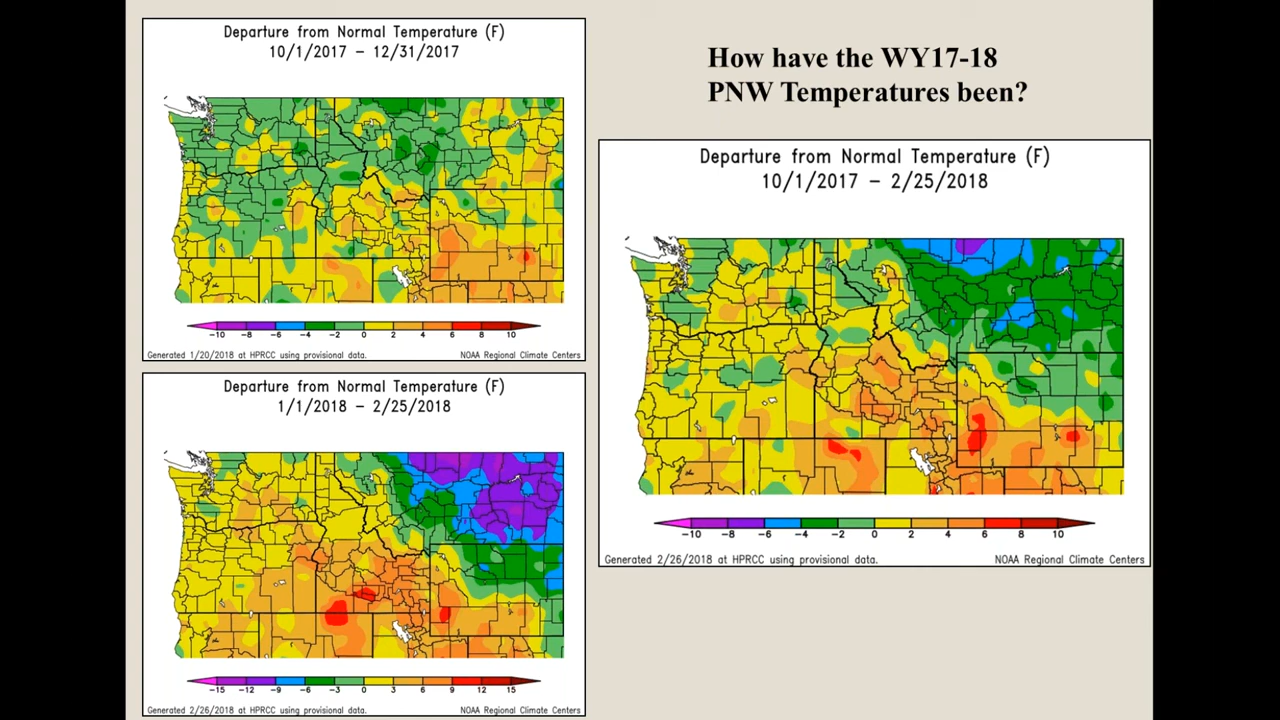 Departure from Normal Temperature (F)
10/1/2017 – 12/31/2017
-10 -8 -6 -4 -2 0 2 4 6 8 10
Generated 1/20/2018 at HPRCC using provisional data. NOAA Regional Climate Centers
Departure from Normal Temperature (F)
1/1/2018 – 2/25/2018
-15 -12 -9 -6 -3 0 3 6 9 12 15
Generated 2/26/2018 at HPRCC using provisional data. NOAA Regional Climate Centers
How have the WY17-18
PNW Temperatures been?
Departure from Normal Temperature (F)
10/1/2017 – 2/25/2018
-10 -8 -6 -4 -2 0 2 4 6 8 10
Generated 2/26/2018 at HPRCC using provisional data. NOAA Regional Climate Centers